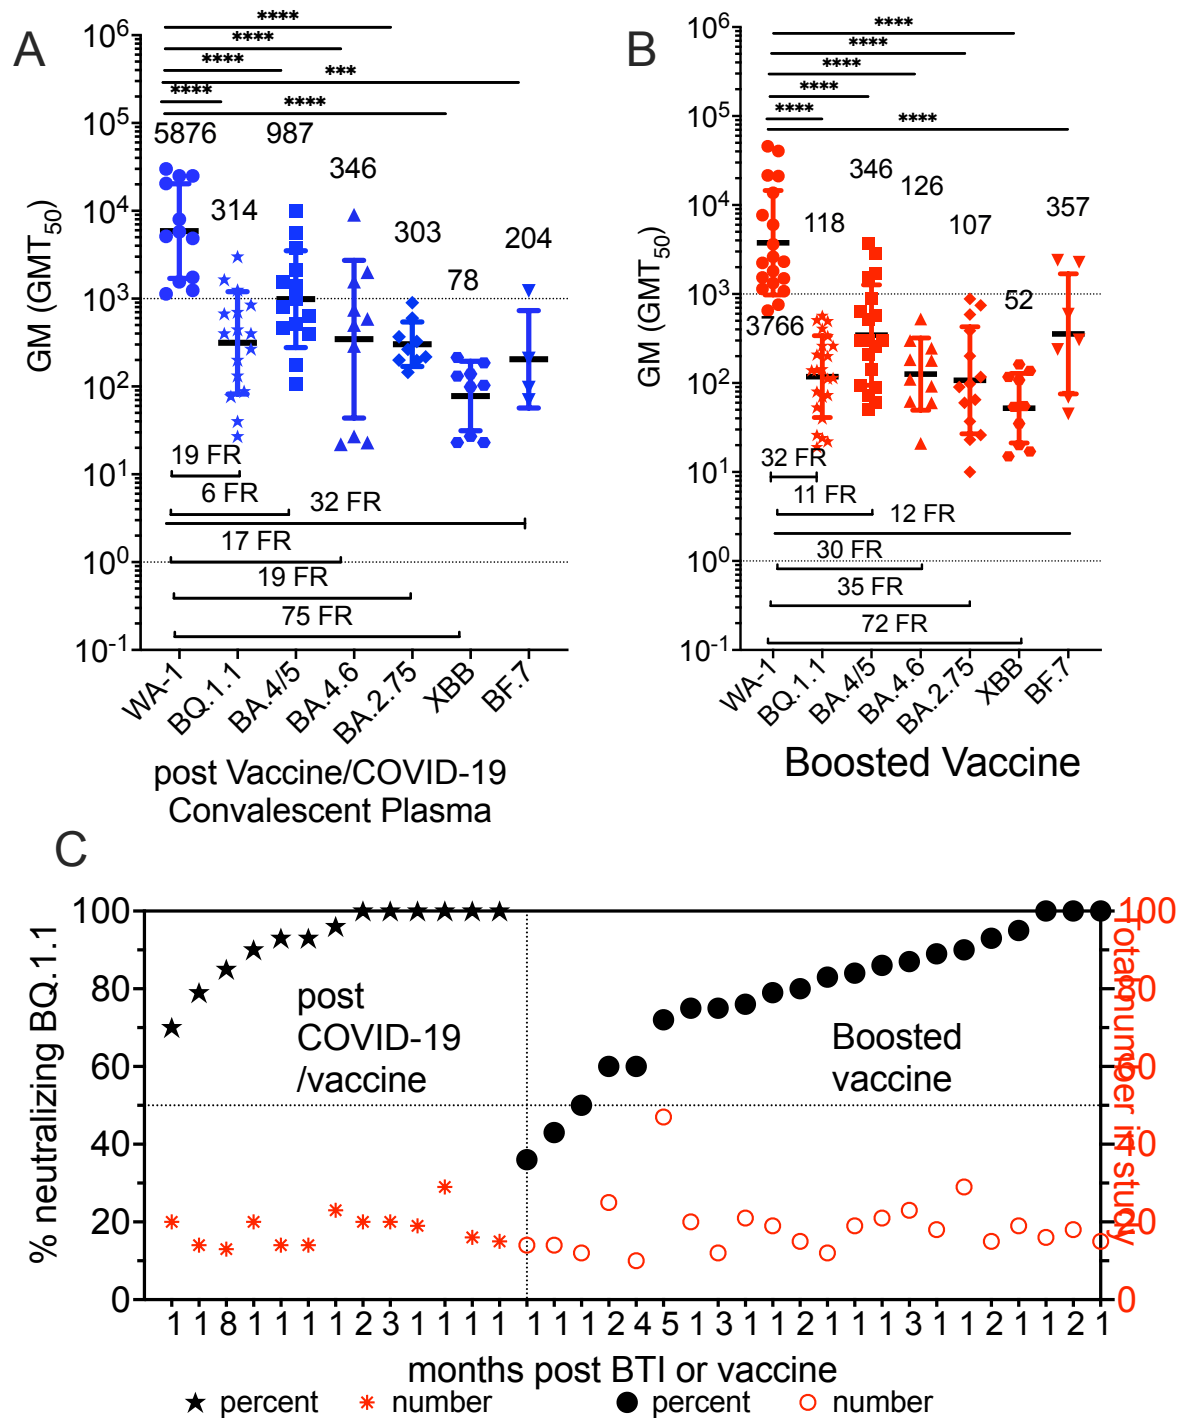 A
GM (GMT50)
10^6
10^5
10^4
10^3
10^2
10^1
10^0
10^-1
****
****
****
***
****
****
5876
987
346
314
303
204
78
19 FR
6 FR
32 FR
17 FR
19 FR
75 FR
WA-1
BQ.1.1
BA.4/5
BA.4.6
BA.2.75
XBB
BF.7
post Vaccine/COVID-19
Convalescent Plasma
B
GM (GMT50)
10^6
10^5
10^4
10^3
10^2
10^1
10^0
10^-1
****
****
****
****
****
****
346
126
118
107
357
3766
52
32 FR
11 FR
12 FR
30 FR
35 FR
72 FR
WA-1
BQ.1.1
BA.4/5
BA.4.6
BA.2.75
XBB
BF.7
Boosted Vaccine
C
% neutralizing BQ.1.1
100
80
60
40
20
0
post
COVID-19
/vaccine
Boosted
vaccine
100
80
60
40
20
0
Total number in study
1 1 8 1 1 1 1 2 3 1 1 1 1 1 1 1 2 4 5 1 3 1 1 2 1 1 1 3 1 1 2 1 1 2 1
months post BTI or vaccine
★ percent ✳ number ● percent ○ number